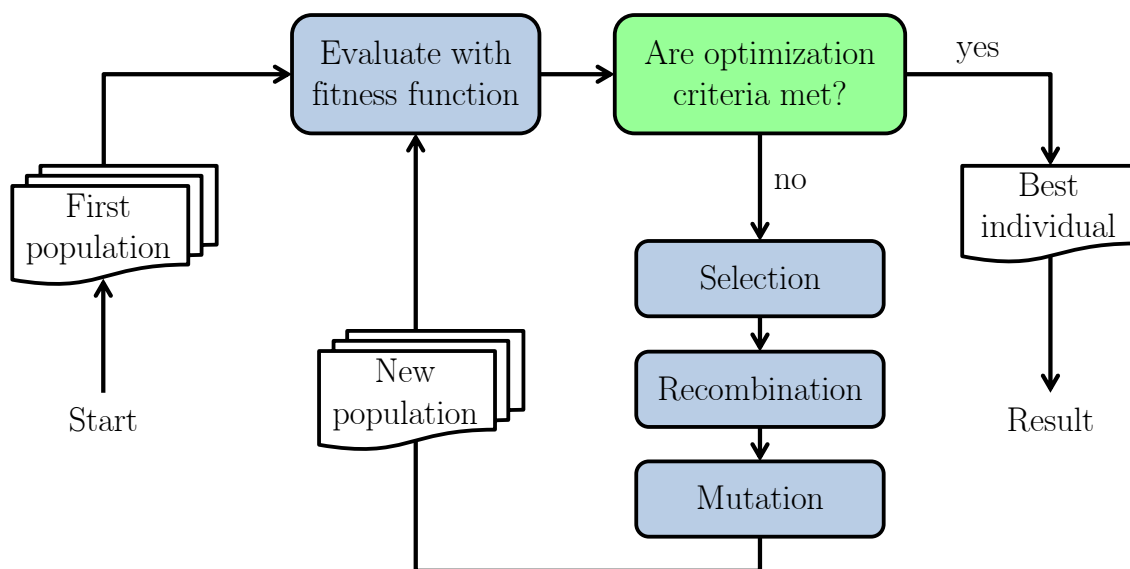 Evaluate with
fitness function
Are optimization
criteria met?
yes
no
First
population
Best
individual
Selection
New
population
Recombination
Start
Result
Mutation